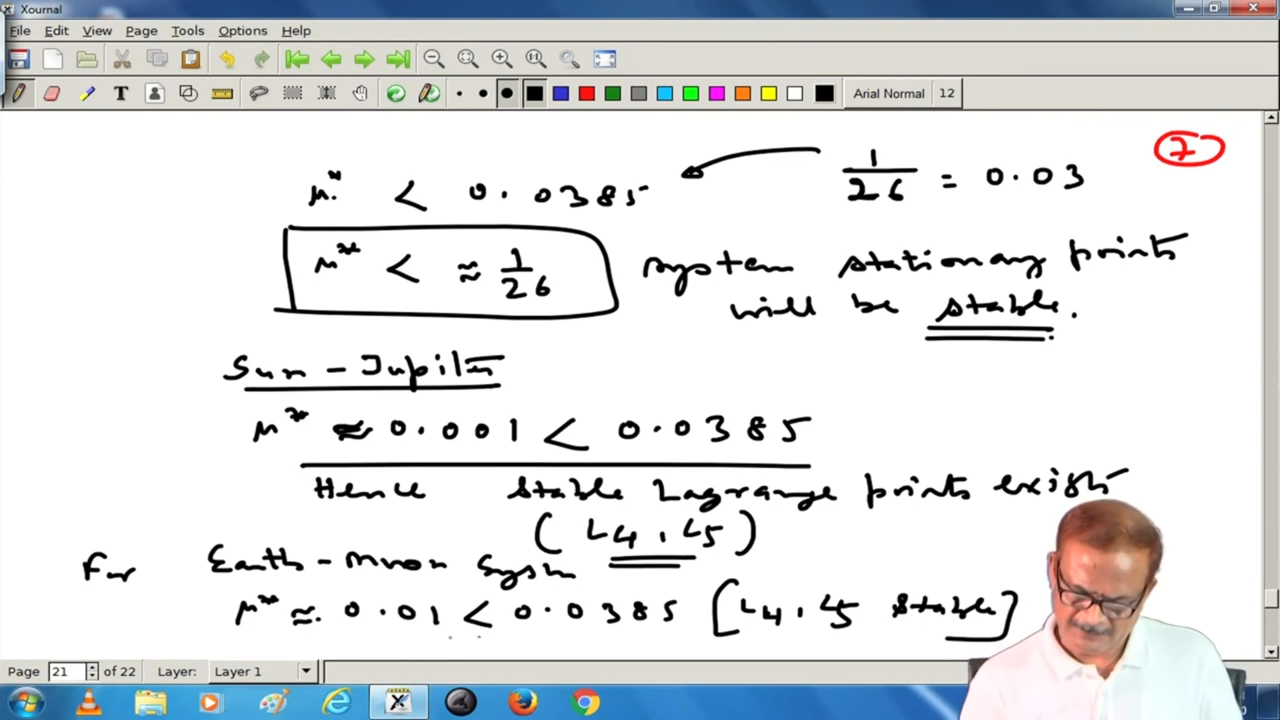 Xournal
File Edit View Page Tools Options Help
Arial Normal 12
7
μ* < 0.0385
1/26 = 0.03
μ* < ≈ 1/26
system stationary points
will be stable.
Sun - Jupiter
μ* ≈ 0.001 < 0.0385
Hence stable Lagrange points exists
(L4, L5)
For Earth - Moon System
μ* ≈ 0.01 < 0.0385 [L4, L5 stable]
Page 21 of 22 Layer: Layer 1